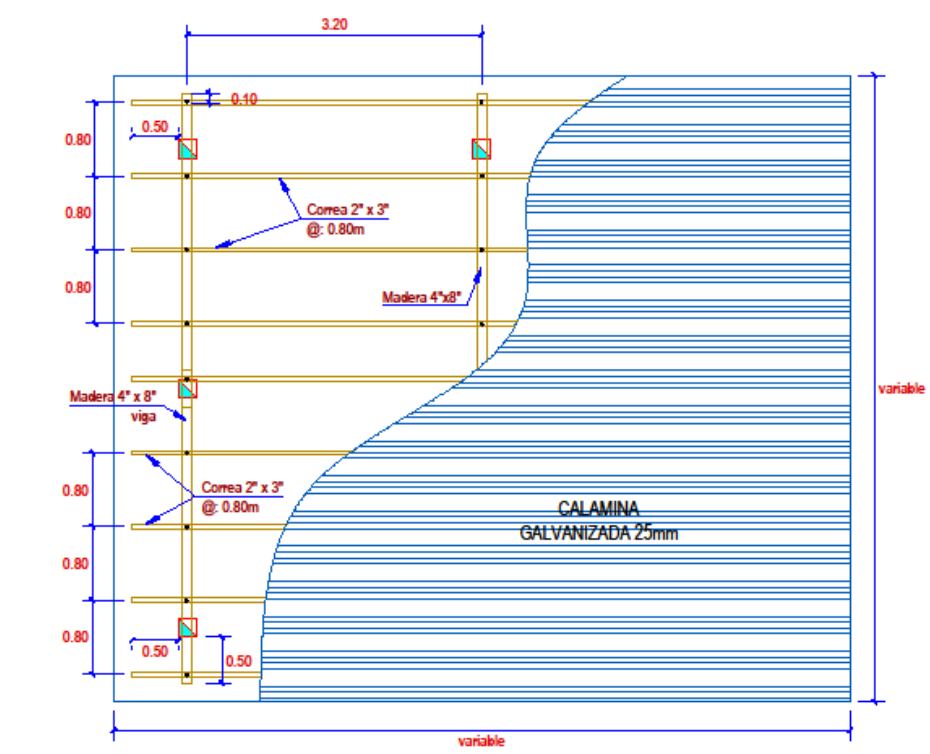 3.20
0.10
0.50
0.80
0.80
Correa 2" x 3"
@: 0.80m
0.80
Madera 4"x8"
Madera 4" x 8"
viga
variable
0.80
Correa 2" x 3"
@: 0.80m
CALAMINA
GALVANIZADA 25mm
0.80
0.80
0.50
0.50
variable